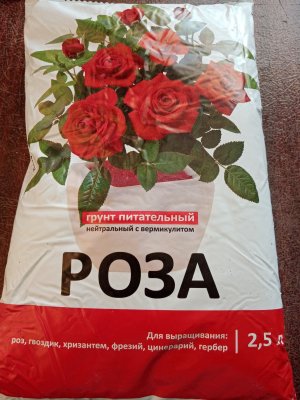 грунт питательный
нейтральный с вермикулитом
РОЗА
Для выращивания:
роз, гвоздик, хризантем, фрезий, цинерарий, гербер
2,5 л